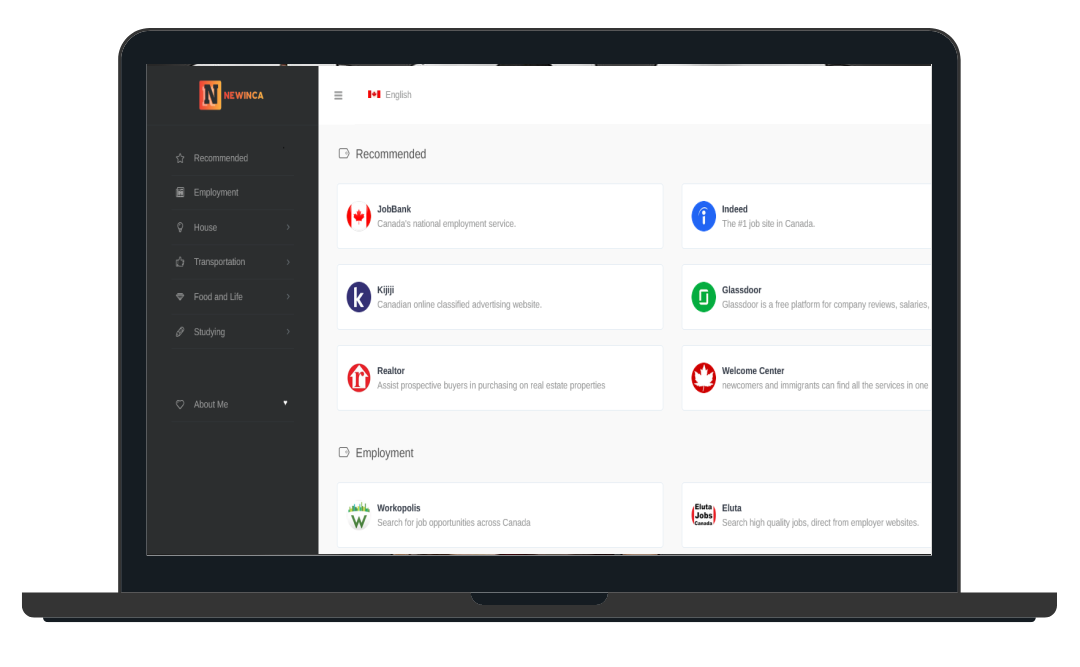 N NEWINCA
English
Recommended
Employment
House
Transportation
Food and Life
Studying
About Me
Recommended
JobBank
Canada's national employment service.
Indeed
The #1 job site in Canada.
k
Kijiji
Canadian online classified advertising website.
Glassdoor
Glassdoor is a free platform for company reviews, salaries,
r
Realtor
Assist prospective buyers in purchasing on real estate properties
Welcome Center
newcomers and immigrants can find all the services in one
Employment
W
Workopolis
Search for job opportunities across Canada
Eluta
Jobs
Canada
Eluta
Search high quality jobs, direct from employer websites.